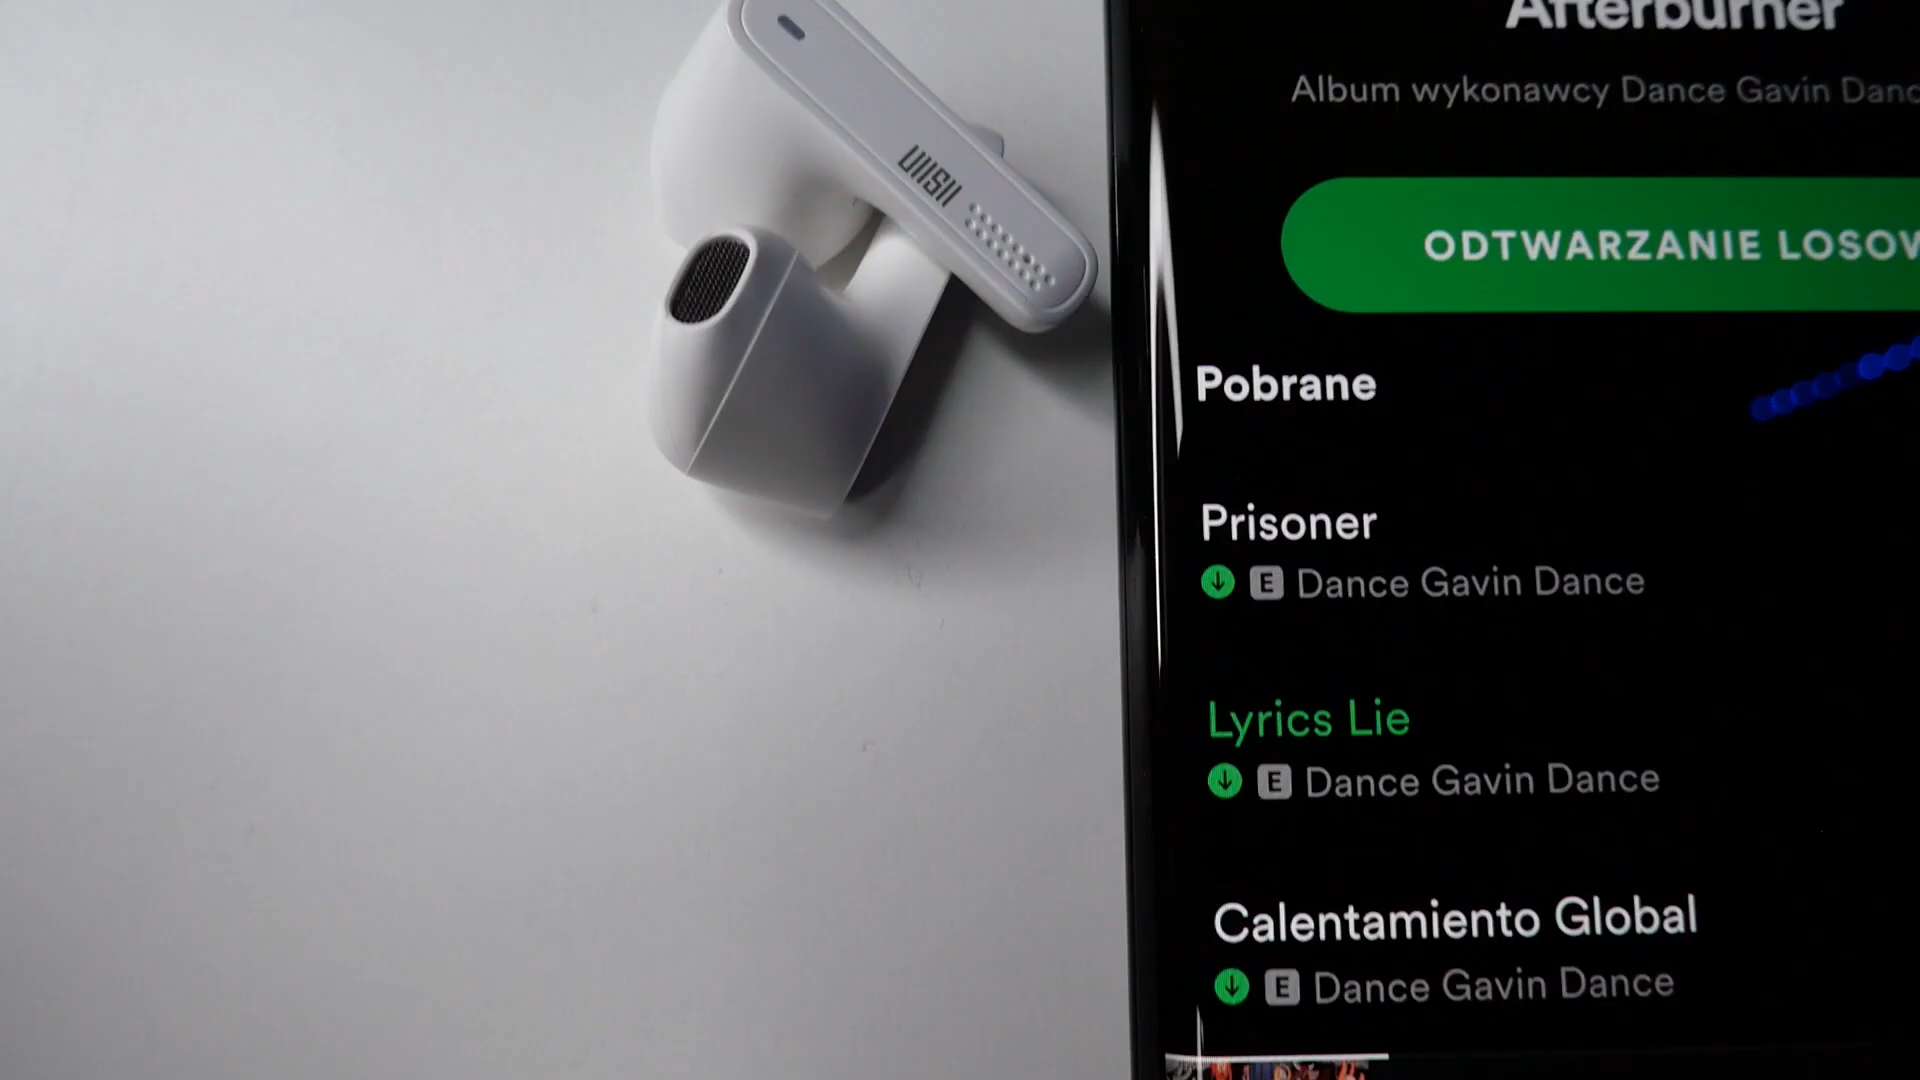 UIISII
Afterburner
Album wykonawcy Dance Gavin Danc
ODTWARZANIE LOSOW
Pobrane
Prisoner
E Dance Gavin Dance
Lyrics Lie
E Dance Gavin Dance
Calentamiento Global
E Dance Gavin Dance